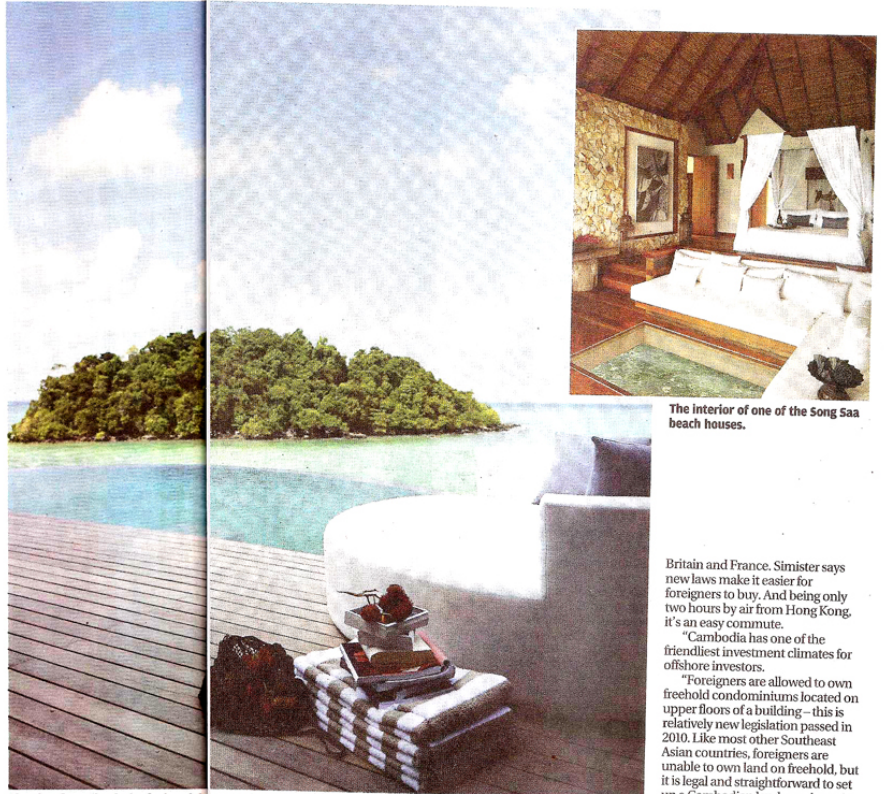 The interior of one of the Song Saa
beach houses.
Britain and France. Simister says
new laws make it easier for
foreigners to buy. And being only
two hours by air from Hong Kong,
it's an easy commute.
"Cambodia has one of the
friendliest investment climates for
offshore investors.
"Foreigners are allowed to own
freehold condominiums located on
upper floors of a building – this is
relatively new legislation passed in
2010. Like most other Southeast
Asian countries, foreigners are
unable to own land on freehold, but
it is legal and straightforward to set